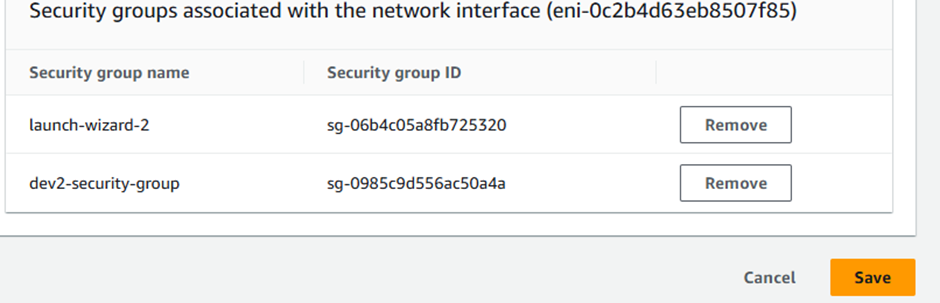 Security groups associated with the network interface (eni-0c2b4d63eb8507f85)
Security group name Security group ID
launch-wizard-2 sg-06b4c05a8fb725320 Remove
dev2-security-group sg-0985c9d556ac50a4a Remove
Cancel Save